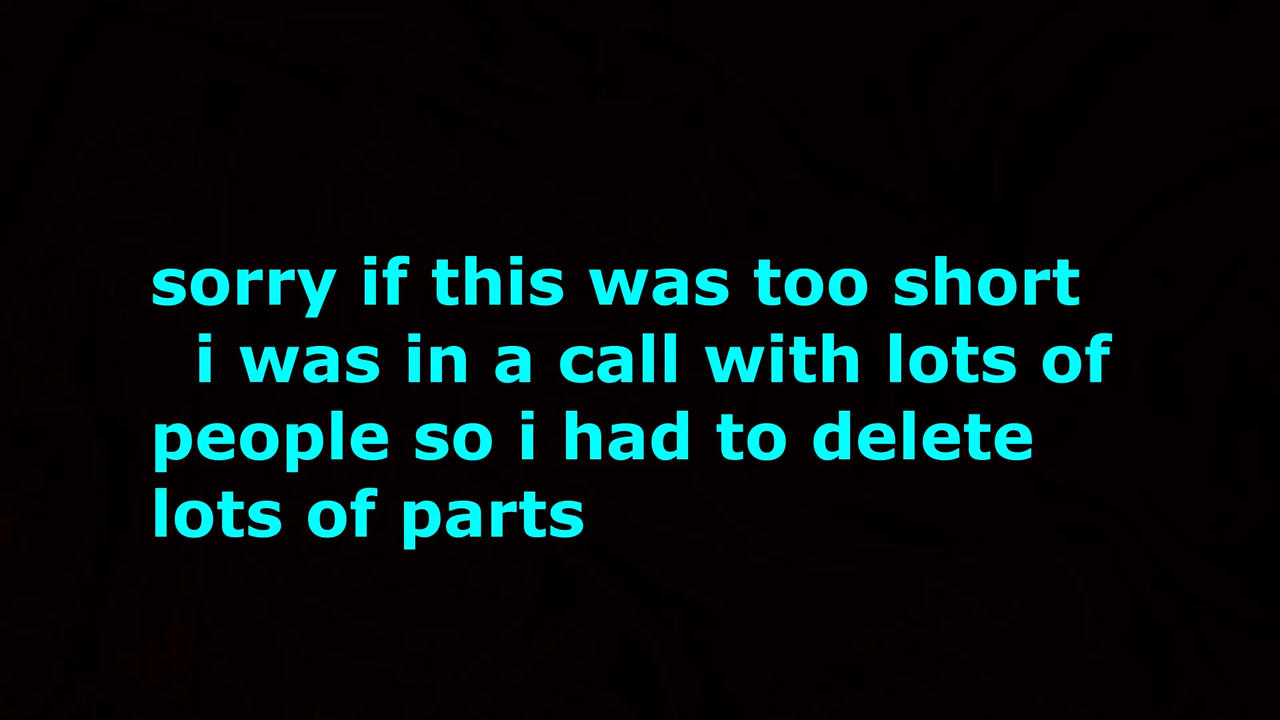 sorry if this was too short
i was in a call with lots of
people so i had to delete
lots of parts